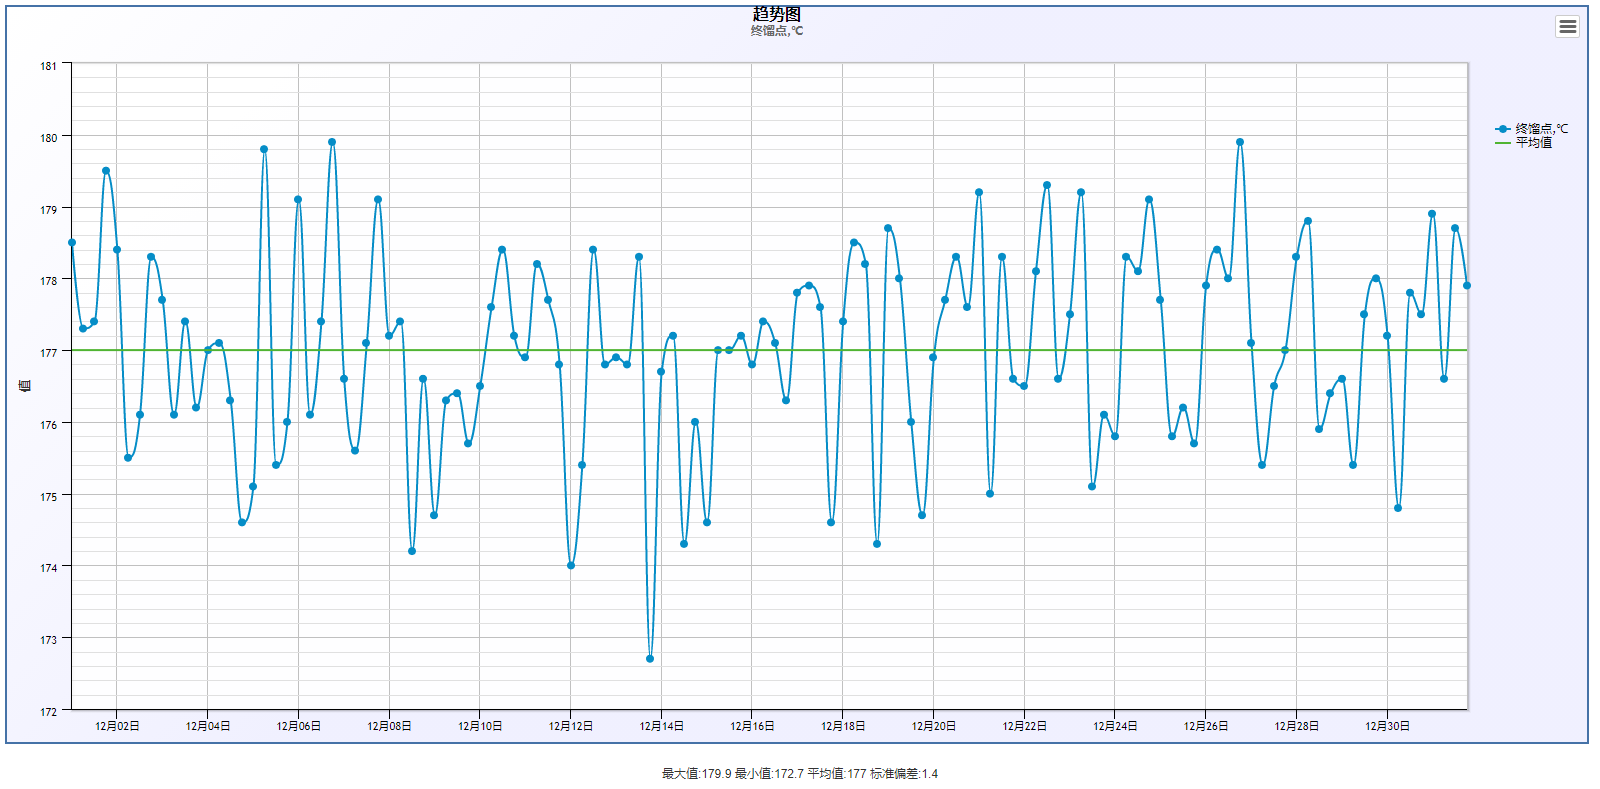 趋势图
终馏点,℃
181
180
179
178
177
176
175
174
173
172
值
12月02日
12月04日
12月06日
12月08日
12月10日
12月12日
12月14日
12月16日
12月18日
12月20日
12月22日
12月24日
12月26日
12月28日
12月30日
终馏点,℃
平均值
最大值:179.9 最小值:172.7 平均值:177 标准偏差:1.4